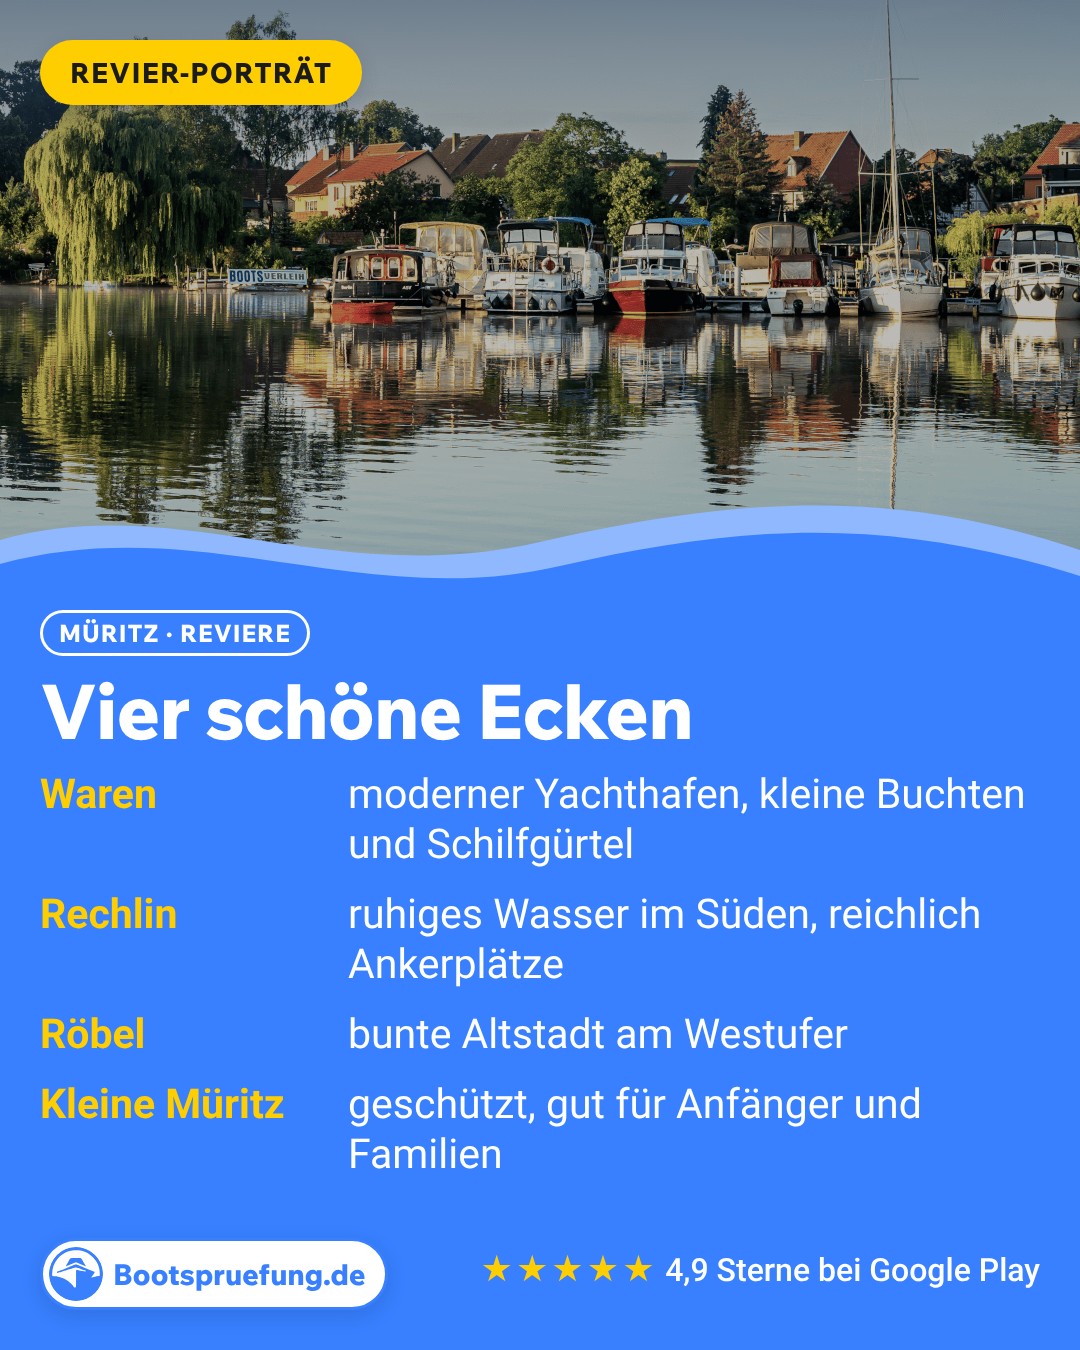 REVIER-PORTRÄT
BOOTSVERLEIH
MÜRITZ · REVIERE
Vier schöne Ecken
Waren
moderner Yachthafen, kleine Buchten
und Schilfgürtel
Rechlin
ruhiges Wasser im Süden, reichlich
Ankerplätze
Röbel
bunte Altstadt am Westufer
Kleine Müritz
geschützt, gut für Anfänger und
Familien
Bootspruefung.de
★★★★★ 4,9 Sterne bei Google Play